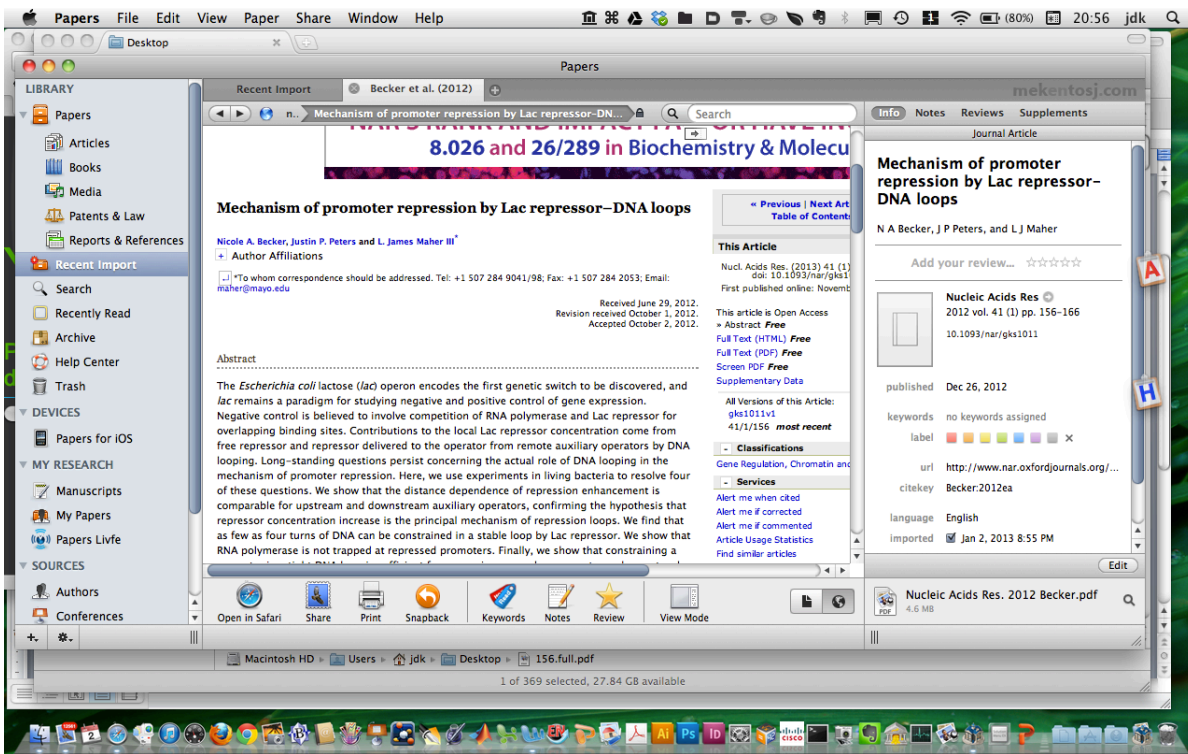 Papers File Edit View Paper Share Window Help (80%) 20:56 jdk
Desktop
Papers
LIBRARY
Papers
Articles
Books
Media
Patents & Law
Reports & References
Recent Import
Search
Recently Read
Archive
Help Center
Trash
DEVICES
Papers for iOS
MY RESEARCH
Manuscripts
My Papers
Papers Livfe
SOURCES
Authors
Conferences
Recent Import
Becker et al. (2012)
mekentosj.com
n.. Mechanism of promoter repression by Lac repressor–DN...
Search
8.026 and 26/289 in Biochemistry & Molecu
Mechanism of promoter repression by Lac repressor–DNA loops
Nicole A. Becker, Justin P. Peters and L. James Maher III*
+ Author Affiliations
*To whom correspondence should be addressed. Tel: +1 507 284 9041/98; Fax: +1 507 284 2053; Email:
maher@mayo.edu
Received June 29, 2012.
Revision received October 1, 2012.
Accepted October 2, 2012.
Abstract
The Escherichia coli lactose (lac) operon encodes the first genetic switch to be discovered, and
lac remains a paradigm for studying negative and positive control of gene expression.
Negative control is believed to involve competition of RNA polymerase and Lac repressor for
overlapping binding sites. Contributions to the local Lac repressor concentration come from
free repressor and repressor delivered to the operator from remote auxiliary operators by DNA
looping. Long-standing questions persist concerning the actual role of DNA looping in the
mechanism of promoter repression. Here, we use experiments in living bacteria to resolve four
of these questions. We show that the distance dependence of repression enhancement is
comparable for upstream and downstream auxiliary operators, confirming the hypothesis that
repressor concentration increase is the principal mechanism of repression loops. We find that
as few as four turns of DNA can be constrained in a stable loop by Lac repressor. We show that
RNA polymerase is not trapped at repressed promoters. Finally, we show that constraining a
« Previous | Next Art
Table of Contents
This Article
Nucl. Acids Res. (2013) 41 (1)
doi: 10.1093/nar/gks1
First published online: Novemb
This article is Open Access
» Abstract Free
Full Text (HTML) Free
Full Text (PDF) Free
Screen PDF Free
Supplementary Data
All Versions of this Article:
gks1011v1
41/1/156 most recent
- Classifications
Gene Regulation, Chromatin and
- Services
Alert me when cited
Alert me if corrected
Alert me if commented
Article Usage Statistics
Find similar articles
Open in Safari
Share
Print
Snapback
Keywords
Notes
Review
View Mode
Info Notes Reviews Supplements
Journal Article
Mechanism of promoter
repression by Lac repressor–
DNA loops
N A Becker, J P Peters, and L J Maher
Add your review...
Nucleic Acids Res
2012 vol. 41 (1) pp. 156-166
10.1093/nar/gks1011
published Dec 26, 2012
keywords no keywords assigned
label
url http://www.nar.oxfordjournals.org/...
citekey Becker:2012ea
language English
imported Jan 2, 2013 8:55 PM
Edit
PDF
Nucleic Acids Res. 2012 Becker.pdf
4.6 MB
A
H
Macintosh HD Users jdk Desktop 156.full.pdf
1 of 369 selected, 27.84 GB available
Ai Ps ID cisco